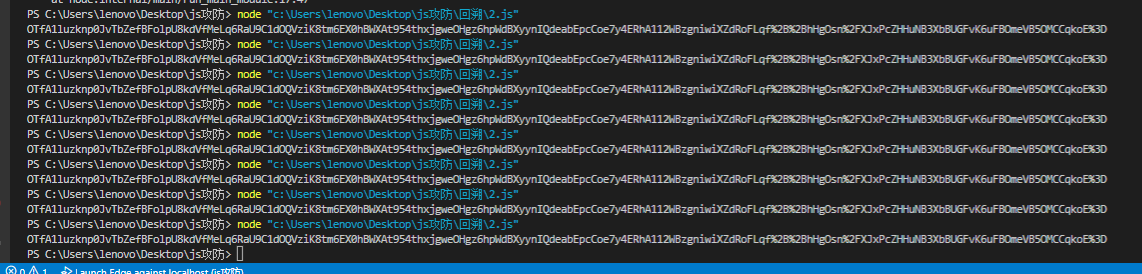 PS C:\Users\lenovo\Desktop\js攻防> node "c:\Users\lenovo\Desktop\js攻防\回溯\2.js"
OTfA1luzknp0JvTbZefBFolpU8kdVfMeLq6RaU9C1dOQVziK8tm6EX0hBWXAt954thxjgweOHgz6hpWdBXyynIQdeabEpcCoe7y4ERhA112WBzgniwiXZdRoFLqf%2B%2BhHgOsn%2FXJxPcZHHuNB3XbBUGFvK6uFBOmeVB5OMCCqkoE%3D
PS C:\Users\lenovo\Desktop\js攻防> node "c:\Users\lenovo\Desktop\js攻防\回溯\2.js"
OTfA1luzknp0JvTbZefBFolpU8kdVfMeLq6RaU9C1dOQVziK8tm6EX0hBWXAt954thxjgweOHgz6hpWdBXyynIQdeabEpcCoe7y4ERhA112WBzgniwiXZdRoFLqf%2B%2BhHgOsn%2FXJxPcZHHuNB3XbBUGFvK6uFBOmeVB5OMCCqkoE%3D
PS C:\Users\lenovo\Desktop\js攻防> node "c:\Users\lenovo\Desktop\js攻防\回溯\2.js"
OTfA1luzknp0JvTbZefBFolpU8kdVfMeLq6RaU9C1dOQVziK8tm6EX0hBWXAt954thxjgweOHgz6hpWdBXyynIQdeabEpcCoe7y4ERhA112WBzgniwiXZdRoFLqf%2B%2BhHgOsn%2FXJxPcZHHuNB3XbBUGFvK6uFBOmeVB5OMCCqkoE%3D
PS C:\Users\lenovo\Desktop\js攻防> node "c:\Users\lenovo\Desktop\js攻防\回溯\2.js"
OTfA1luzknp0JvTbZefBFolpU8kdVfMeLq6RaU9C1dOQVziK8tm6EX0hBWXAt954thxjgweOHgz6hpWdBXyynIQdeabEpcCoe7y4ERhA112WBzgniwiXZdRoFLqf%2B%2BhHgOsn%2FXJxPcZHHuNB3XbBUGFvK6uFBOmeVB5OMCCqkoE%3D
PS C:\Users\lenovo\Desktop\js攻防> node "c:\Users\lenovo\Desktop\js攻防\回溯\2.js"
OTfA1luzknp0JvTbZefBFolpU8kdVfMeLq6RaU9C1dOQVziK8tm6EX0hBWXAt954thxjgweOHgz6hpWdBXyynIQdeabEpcCoe7y4ERhA112WBzgniwiXZdRoFLqf%2B%2BhHgOsn%2FXJxPcZHHuNB3XbBUGFvK6uFBOmeVB5OMCCqkoE%3D
PS C:\Users\lenovo\Desktop\js攻防> node "c:\Users\lenovo\Desktop\js攻防\回溯\2.js"
OTfA1luzknp0JvTbZefBFolpU8kdVfMeLq6RaU9C1dOQVziK8tm6EX0hBWXAt954thxjgweOHgz6hpWdBXyynIQdeabEpcCoe7y4ERhA112WBzgniwiXZdRoFLqf%2B%2BhHgOsn%2FXJxPcZHHuNB3XbBUGFvK6uFBOmeVB5OMCCqkoE%3D
PS C:\Users\lenovo\Desktop\js攻防> node "c:\Users\lenovo\Desktop\js攻防\回溯\2.js"
OTfA1luzknp0JvTbZefBFolpU8kdVfMeLq6RaU9C1dOQVziK8tm6EX0hBWXAt954thxjgweOHgz6hpWdBXyynIQdeabEpcCoe7y4ERhA112WBzgniwiXZdRoFLqf%2B%2BhHgOsn%2FXJxPcZHHuNB3XbBUGFvK6uFBOmeVB5OMCCqkoE%3D
PS C:\Users\lenovo\Desktop\js攻防> node "c:\Users\lenovo\Desktop\js攻防\回溯\2.js"
OTfA1luzknp0JvTbZefBFolpU8kdVfMeLq6RaU9C1dOQVziK8tm6EX0hBWXAt954thxjgweOHgz6hpWdBXyynIQdeabEpcCoe7y4ERhA112WBzgniwiXZdRoFLqf%2B%2BhHgOsn%2FXJxPcZHHuNB3XbBUGFvK6uFBOmeVB5OMCCqkoE%3D
PS C:\Users\lenovo\Desktop\js攻防>
0 1 Launch Edge against localhost (js攻防)